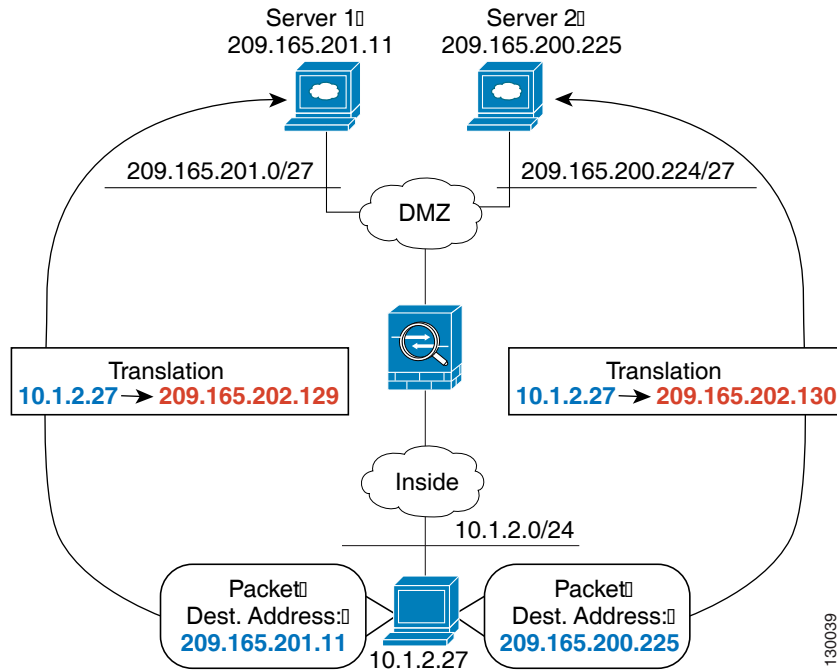 Server 1
209.165.201.11
Server 2
209.165.200.225
209.165.201.0/27
209.165.200.224/27
DMZ
Translation
10.1.2.27 → 209.165.202.129
Translation
10.1.2.27 → 209.165.202.130
Inside
10.1.2.0/24
Packet
Dest. Address:
209.165.201.11
Packet
Dest. Address:
209.165.200.225
10.1.2.27
130039